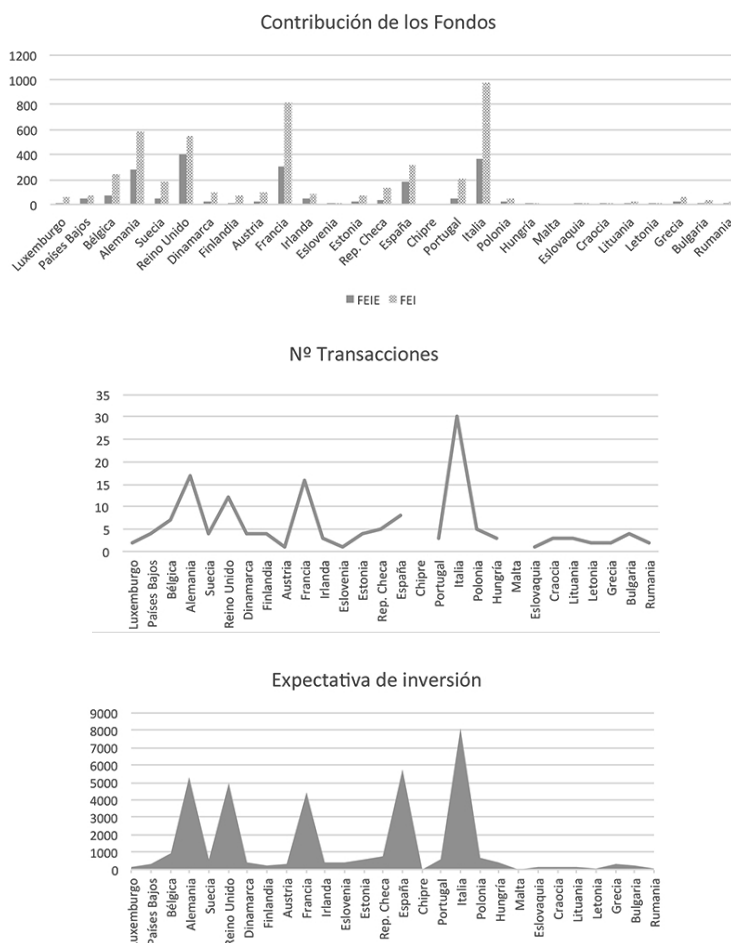 Contribución de los Fondos
1200
1000
800
600
400
200
0
Luxemburgo
Países Bajos
Bélgica
Alemania
Suecia
Reino Unido
Dinamarca
Finlandia
Austria
Francia
Irlanda
Eslovenia
Estonia
Rep. Checa
España
Chipre
Portugal
Italia
Polonia
Hungría
Malta
Eslovaquia
Craocia
Lituania
Letonia
Grecia
Bulgaria
Rumania
FEIE FEI
Nº Transacciones
35
30
25
20
15
10
5
0
Luxemburgo
Países Bajos
Bélgica
Alemania
Suecia
Reino Unido
Dinamarca
Finlandia
Austria
Francia
Irlanda
Eslovenia
Estonia
Rep. Checa
España
Chipre
Portugal
Italia
Polonia
Hungría
Malta
Eslovaquia
Craocia
Lituania
Letonia
Grecia
Bulgaria
Rumania
Expectativa de inversión
9000
8000
7000
6000
5000
4000
3000
2000
1000
0
Luxemburgo
Países Bajos
Bélgica
Alemania
Suecia
Reino Unido
Dinamarca
Finlandia
Austria
Francia
Irlanda
Eslovenia
Estonia
Rep. Checa
España
Chipre
Portugal
Italia
Polonia
Hungría
Malta
Eslovaquia
Craocia
Lituania
Letonia
Grecia
Bulgaria
Rumania